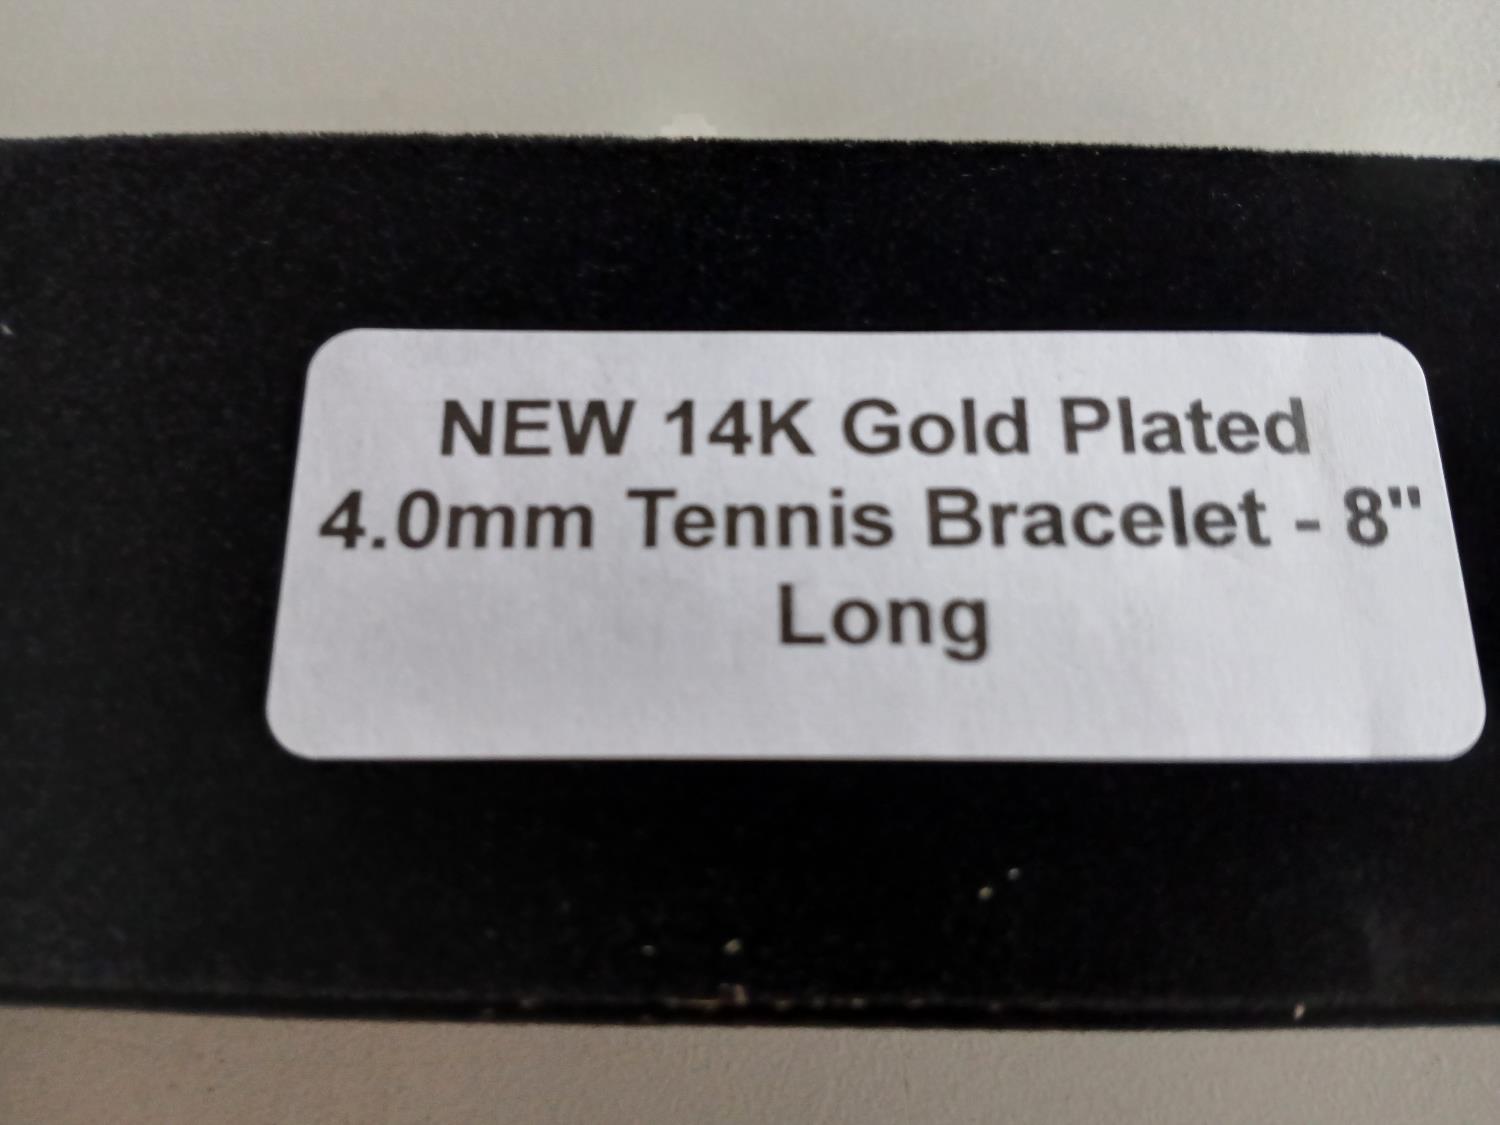 NEW 14K Gold Plated
4.0mm Tennis Bracelet - 8"
Long